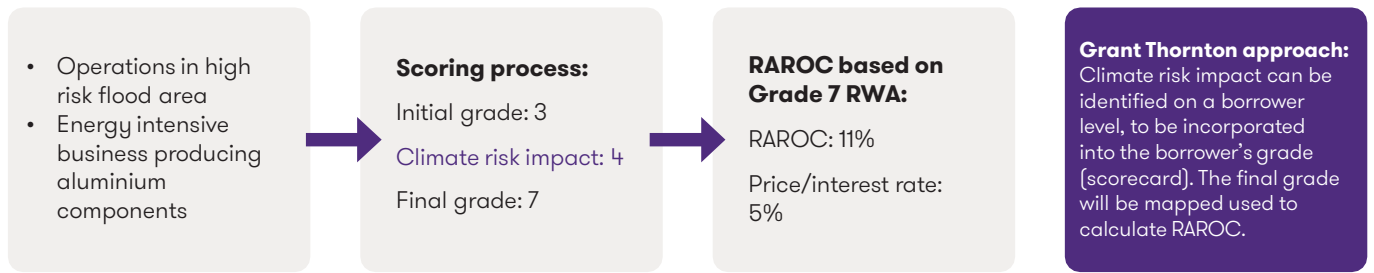 • Operations in high
risk flood area
• Energy intensive
business producing
aluminium
components
Scoring process:
Initial grade: 3
Climate risk impact: 4
Final grade: 7
RAROC based on
Grade 7 RWA:
RAROC: 11%
Price/interest rate:
5%
Grant Thornton approach:
Climate risk impact can be
identified on a borrower
level, to be incorporated
into the borrower’s grade
(scorecard). The final grade
will be mapped used to
calculate RAROC.